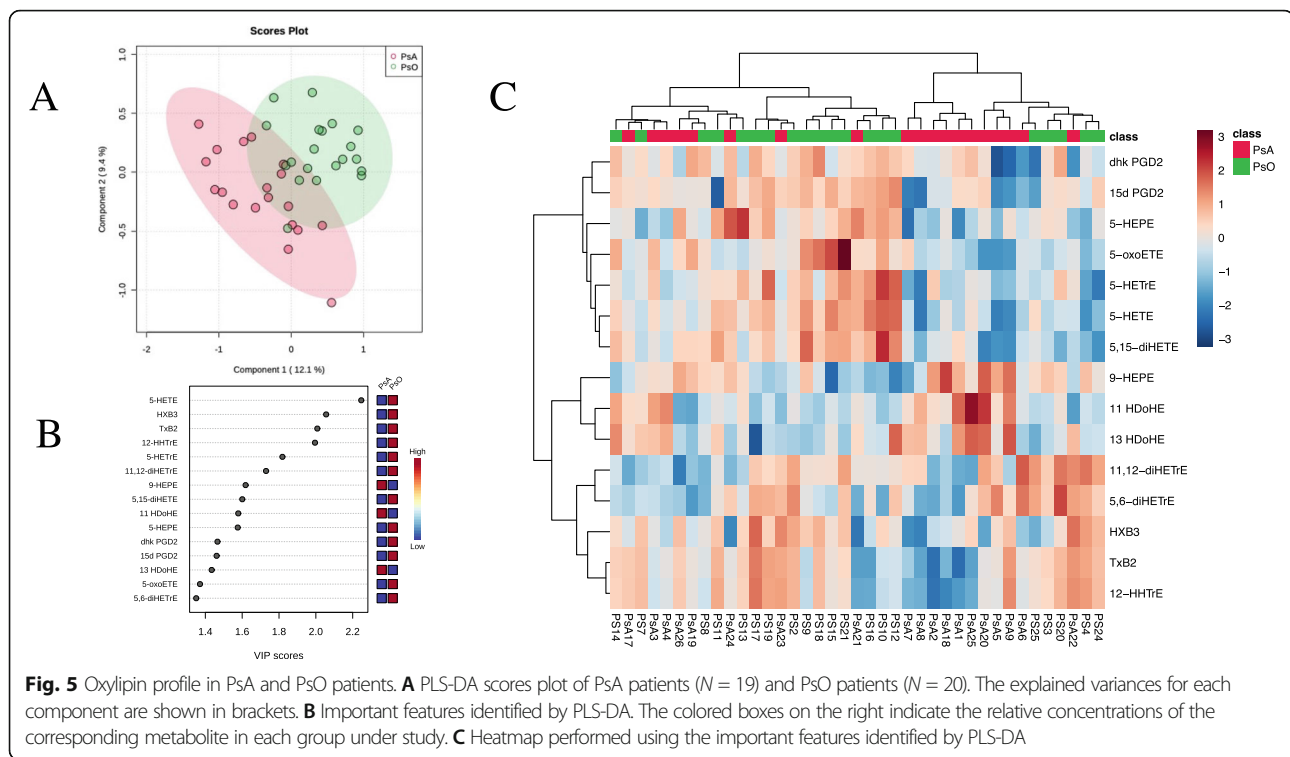 A
Scores Plot
PsA
PsO
1.0
0.5
0.0
-0.5
-1.0
Component 2 ( 9.4 %)
-2 -1 0 1
Component 1 ( 12.1 %)
B
PsA PsO
5-HETE
HXB3
TxB2
12-HHTrE
5-HETrE
11,12-diHETrE
9-HEPE
5,15-diHETE
11 HDoHE
5-HEPE
dhk PGD2
15d PGD2
13 HDoHE
5-oxoETE
5,6-diHETrE
1.4 1.6 1.8 2.0 2.2
VIP scores
High
Low
C
class
dhk PGD2
15d PGD2
5-HEPE
5-oxoETE
5-HETrE
5-HETE
5,15-diHETE
9-HEPE
11 HDoHE
13 HDoHE
11,12-diHETrE
5,6-diHETrE
HXB3
TxB2
12-HHTrE
PS14 PsA17 PS7 PsA3 PsA4 PsA26 PsA19 PS8 PS11 PsA24 PS13 PS17 PS19 PsA23 PS2 PS9 PS18 PS15 PS21 PsA21 PS16 PS10 PS12 PsA7 PsA8 PsA2 PsA18 PsA1 PsA25 PsA20 PsA5 PsA9 PsA6 PS25 PS3 PS20 PsA22 PS4 PS24
3
2
1
0
-1
-2
-3
class
PsA
PsO
Fig. 5 Oxylipin profile in PsA and PsO patients. A PLS-DA scores plot of PsA patients (N = 19) and PsO patients (N = 20). The explained variances for each
component are shown in brackets. B Important features identified by PLS-DA. The colored boxes on the right indicate the relative concentrations of the
corresponding metabolite in each group under study. C Heatmap performed using the important features identified by PLS-DA